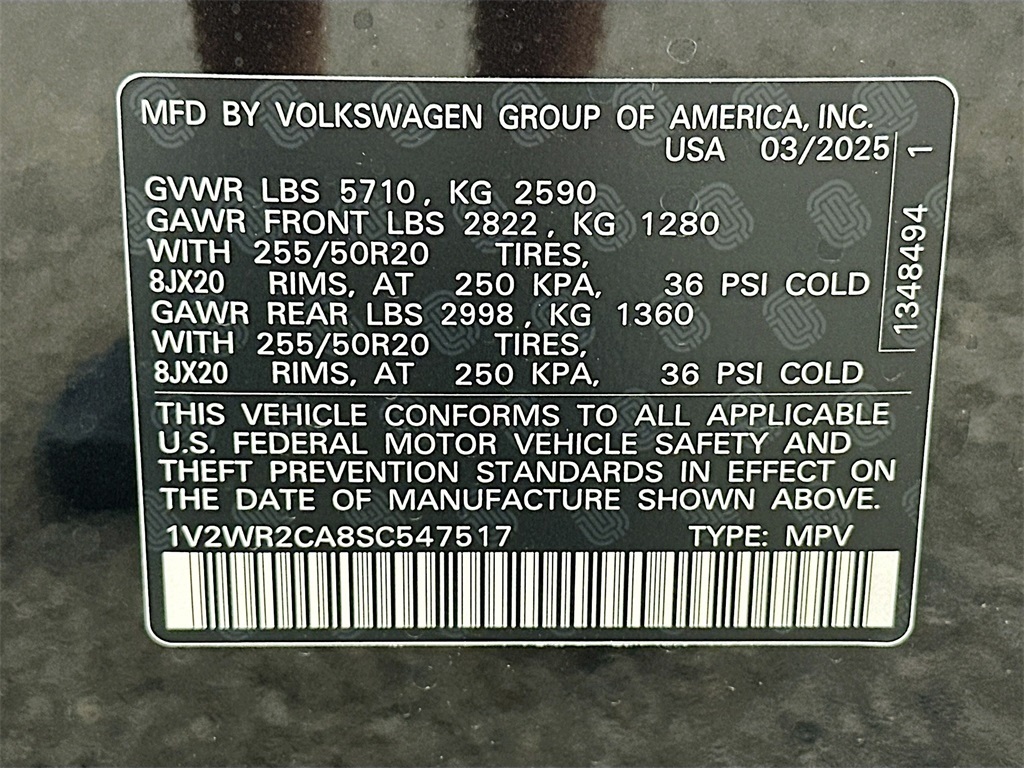 MFD BY VOLKSWAGEN GROUP OF AMERICA, INC.
USA 03/2025
GVWR LBS 5710, KG 2590
GAWR FRONT LBS 2822, KG 1280
WITH 255/50R20 TIRES,
8JX20 RIMS, AT 250 KPA, 36 PSI COLD
GAWR REAR LBS 2998, KG 1360
WITH 255/50R20 TIRES,
8JX20 RIMS, AT 250 KPA, 36 PSI COLD
THIS VEHICLE CONFORMS TO ALL APPLICABLE
U.S. FEDERAL MOTOR VEHICLE SAFETY AND
THEFT PREVENTION STANDARDS IN EFFECT ON
THE DATE OF MANUFACTURE SHOWN ABOVE.
1V2WR2CA8SC547517 TYPE: MPV
1348494 1